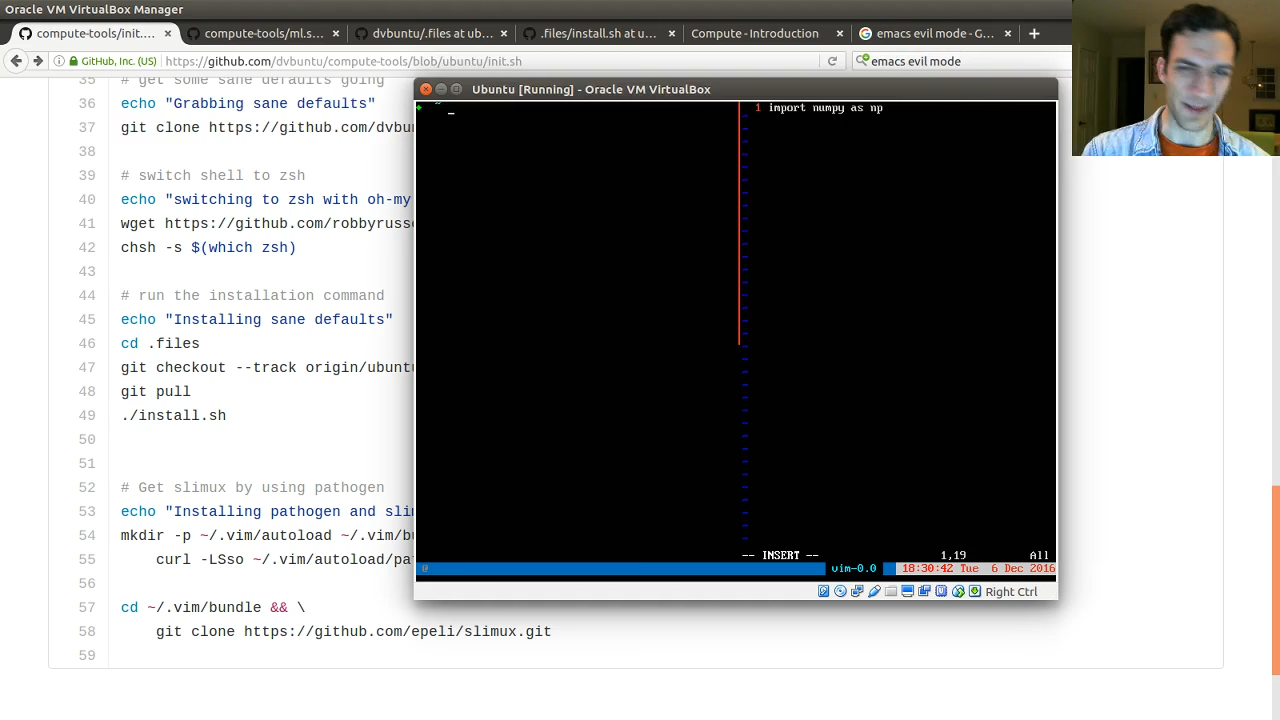 Oracle VM VirtualBox Manager
compute-tools/init.... × compute-tools/ml.s... × dvbuntu/.files at ub... × .files/install.sh at u... × Compute - Introduction × emacs evil mode - G... ×
GitHub, Inc. (US) https://github.com/dvbuntu/compute-tools/blob/ubuntu/init.sh emacs evil mode
35 # get some sane defaults going
36 echo "Grabbing sane defaults"
37 git clone https://github.com/dvbun
38
39 # switch shell to zsh
40 echo "switching to zsh with oh-my
41 wget https://github.com/robbyrusse
42 chsh -s $(which zsh)
43
44 # run the installation command
45 echo "Installing sane defaults"
46 cd .files
47 git checkout --track origin/ubuntu
48 git pull
49 ./install.sh
50
51
52 # Get slimux by using pathogen
53 echo "Installing pathogen and slim
54 mkdir -p ~/.vim/autoload ~/.vim/bu
55 curl -LSso ~/.vim/autoload/pat
56
57 cd ~/.vim/bundle && \
58 git clone https://github.com/epeli/slimux.git
59
Ubuntu [Running] - Oracle VM VirtualBox
~
1 import numpy as np
-- INSERT -- 1,19 All
@ vim-0.0 18:30:42 Tue 6 Dec 2016
Right Ctrl